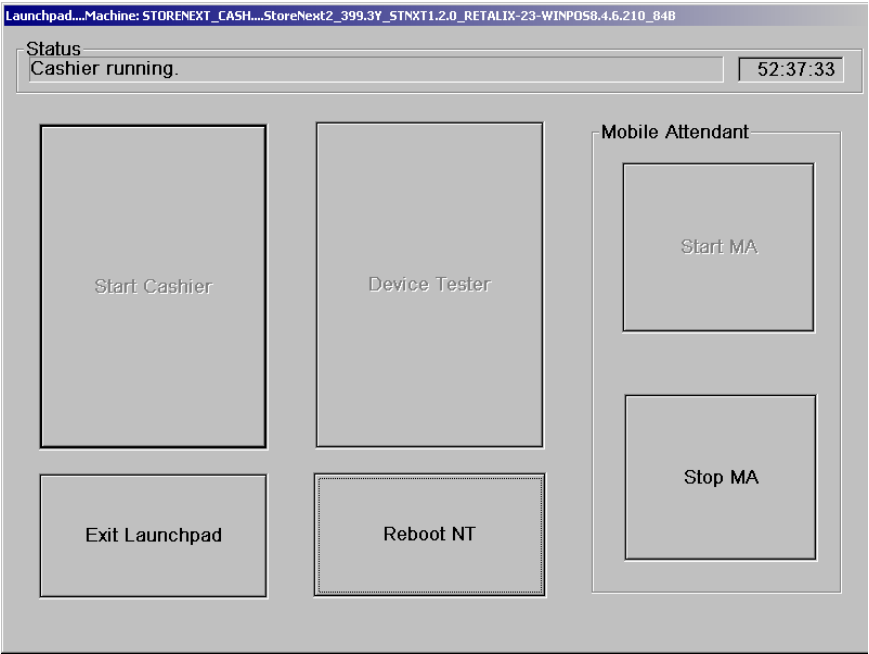 Launchpad....Machine: STORENEXT_CASH....StoreNext2_399.3Y_STNXT1.2.0_RETALIX-23-WINPOS8.4.6.210_84B
Status
Cashier running.
52:37:33
Mobile Attendant
Start Cashier
Device Tester
Start MA
Stop MA
Exit Launchpad
Reboot NT